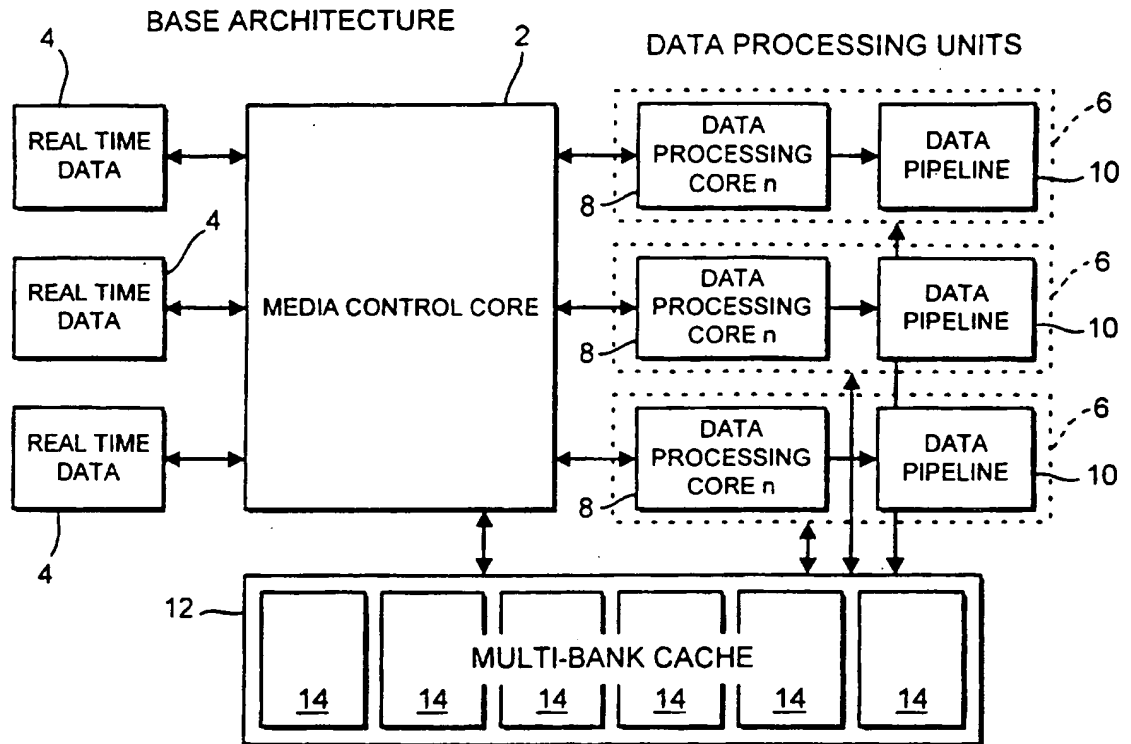 BASE ARCHITECTURE
DATA PROCESSING UNITS
4
2
REAL TIME
DATA
DATA
PROCESSING
CORE n
8
DATA
PIPELINE
6
10
4
REAL TIME
DATA
MEDIA CONTROL CORE
DATA
PROCESSING
CORE n
8
DATA
PIPELINE
6
10
REAL TIME
DATA
4
DATA
PROCESSING
CORE n
8
DATA
PIPELINE
6
10
12
MULTI-BANK CACHE
14 14 14 14 14 14